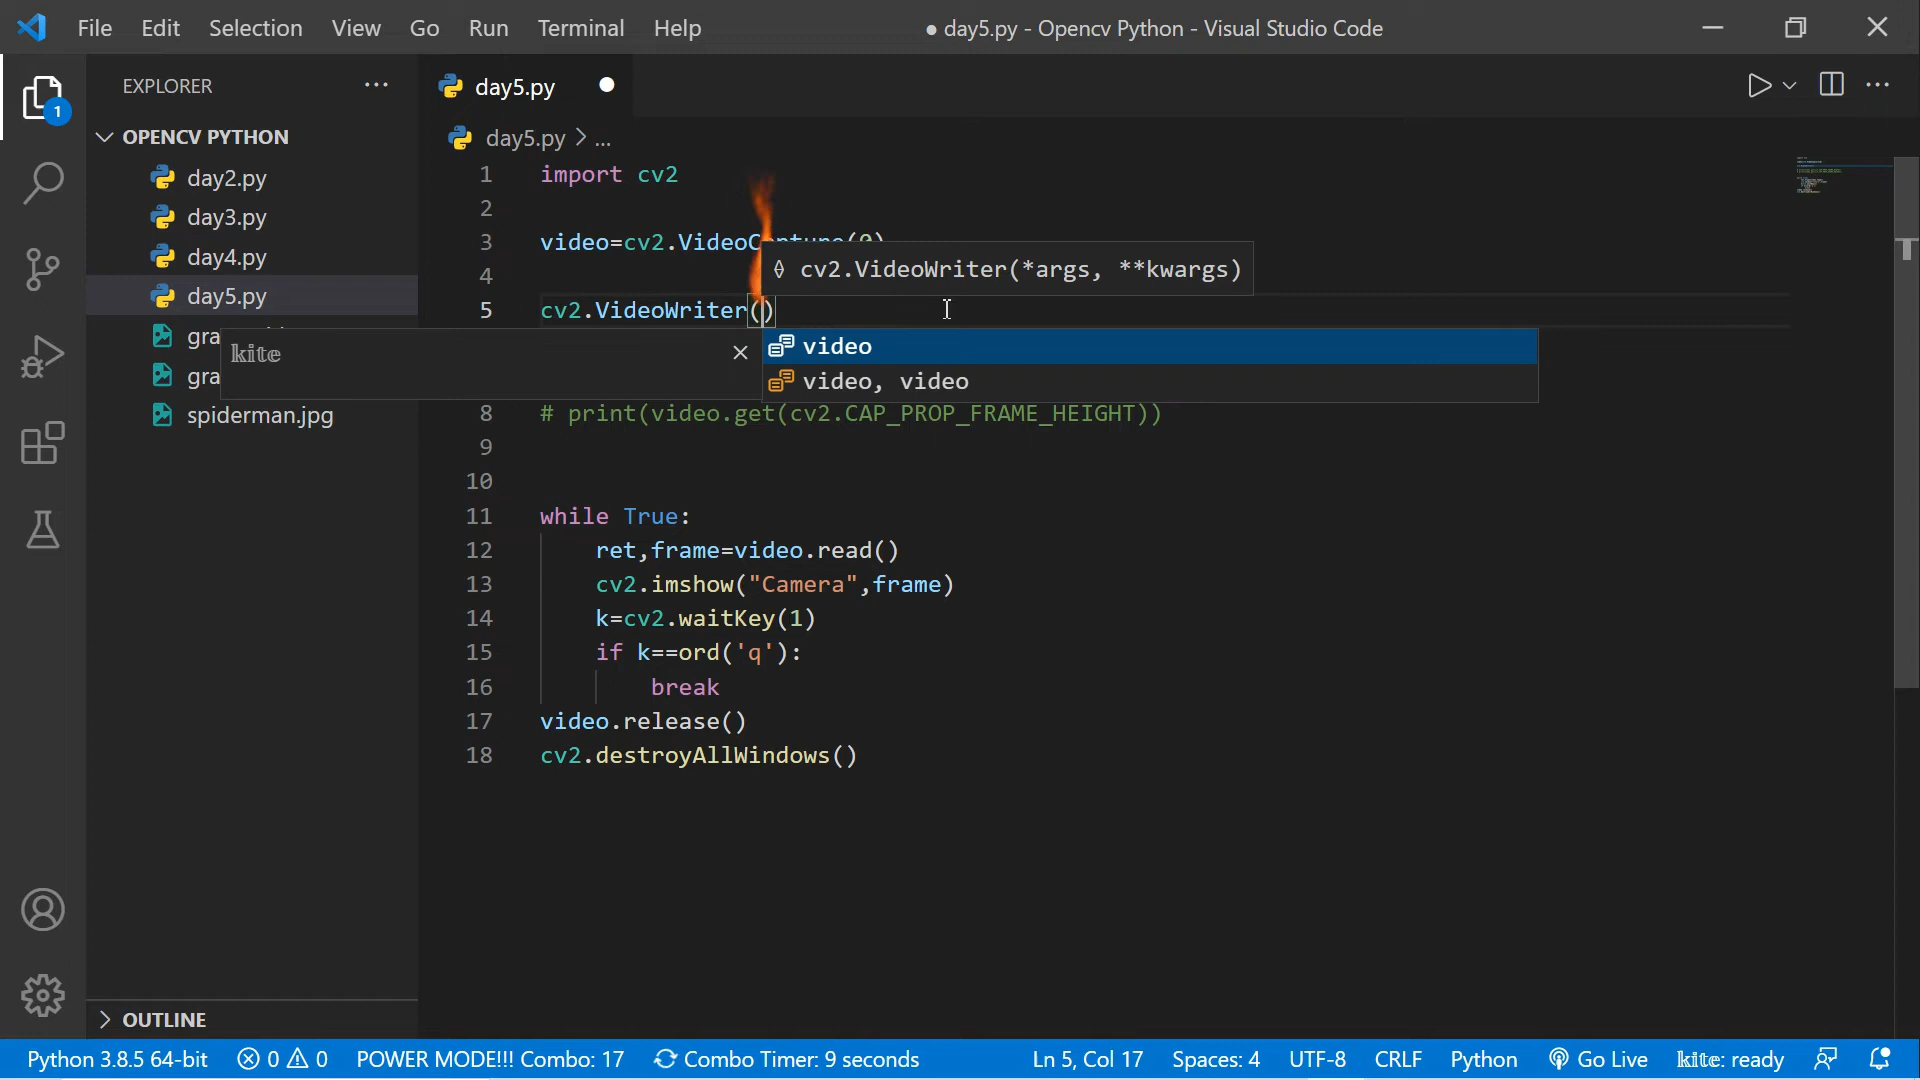 File Edit Selection View Go Run Terminal Help
● day5.py - Opencv Python - Visual Studio Code
1
EXPLORER
OPENCV PYTHON
day2.py
day3.py
day4.py
day5.py
gra
gra
spiderman.jpg
OUTLINE
day5.py
day5.py > ...
1 import cv2
2
3 video=cv2.VideoCapture(0)
cv2.VideoWriter(*args, **kwargs)
4
5 cv2.VideoWriter()
kite
video
video, video
8 # print(video.get(cv2.CAP_PROP_FRAME_HEIGHT))
9
10
11 while True:
12 ret,frame=video.read()
13 cv2.imshow("Camera",frame)
14 k=cv2.waitKey(1)
15 if k==ord('q'):
16 break
17 video.release()
18 cv2.destroyAllWindows()
Python 3.8.5 64-bit 0 0 POWER MODE!!! Combo: 17 Combo Timer: 9 seconds Ln 5, Col 17 Spaces: 4 UTF-8 CRLF Python Go Live kite: ready